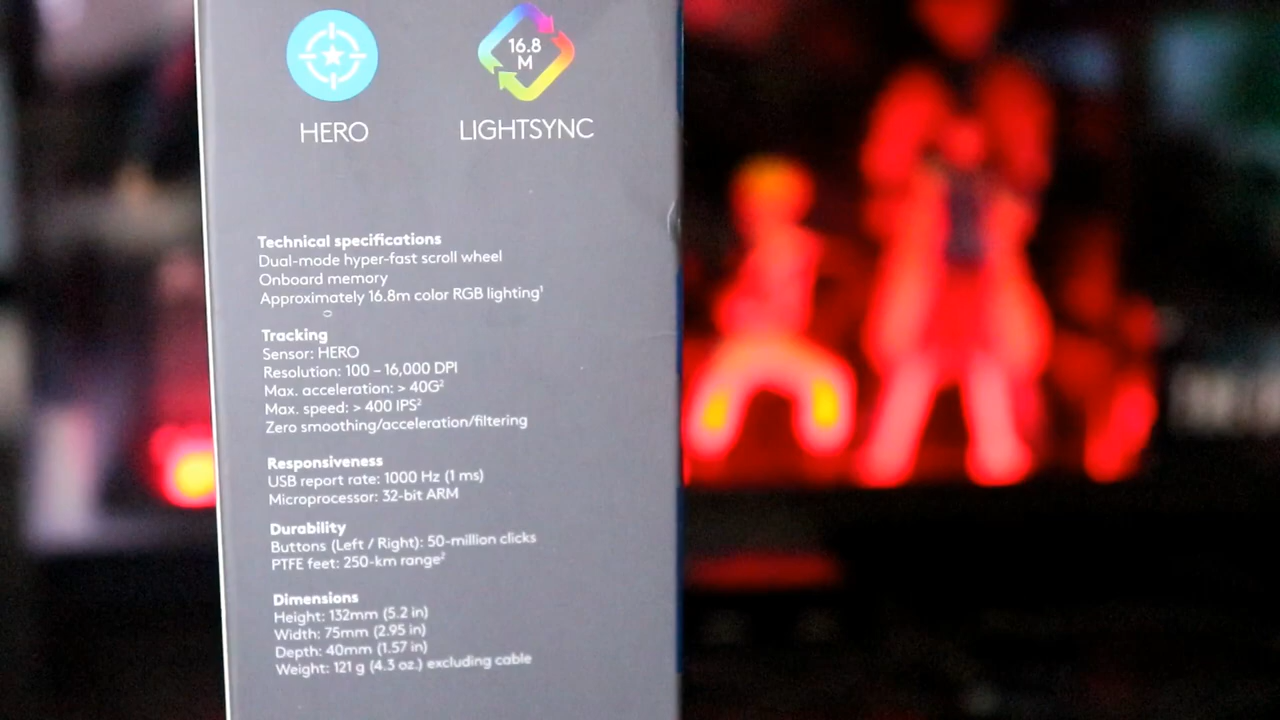 16.8
M
HERO
LIGHTSYNC
Technical specifications
Dual-mode hyper-fast scroll wheel
Onboard memory
Approximately 16.8m color RGB lighting¹
Tracking
Sensor: HERO
Resolution: 100 – 16,000 DPI
Max. acceleration: > 40G²
Max. speed: > 400 IPS²
Zero smoothing/acceleration/filtering
Responsiveness
USB report rate: 1000 Hz (1 ms)
Microprocessor: 32-bit ARM
Durability
Buttons (Left / Right): 50-million clicks
PTFE feet: 250-km range²
Dimensions
Height: 132mm (5.2 in)
Width: 75mm (2.95 in)
Depth: 40mm (1.57 in)
Weight: 121 g (4.3 oz.) excluding cable